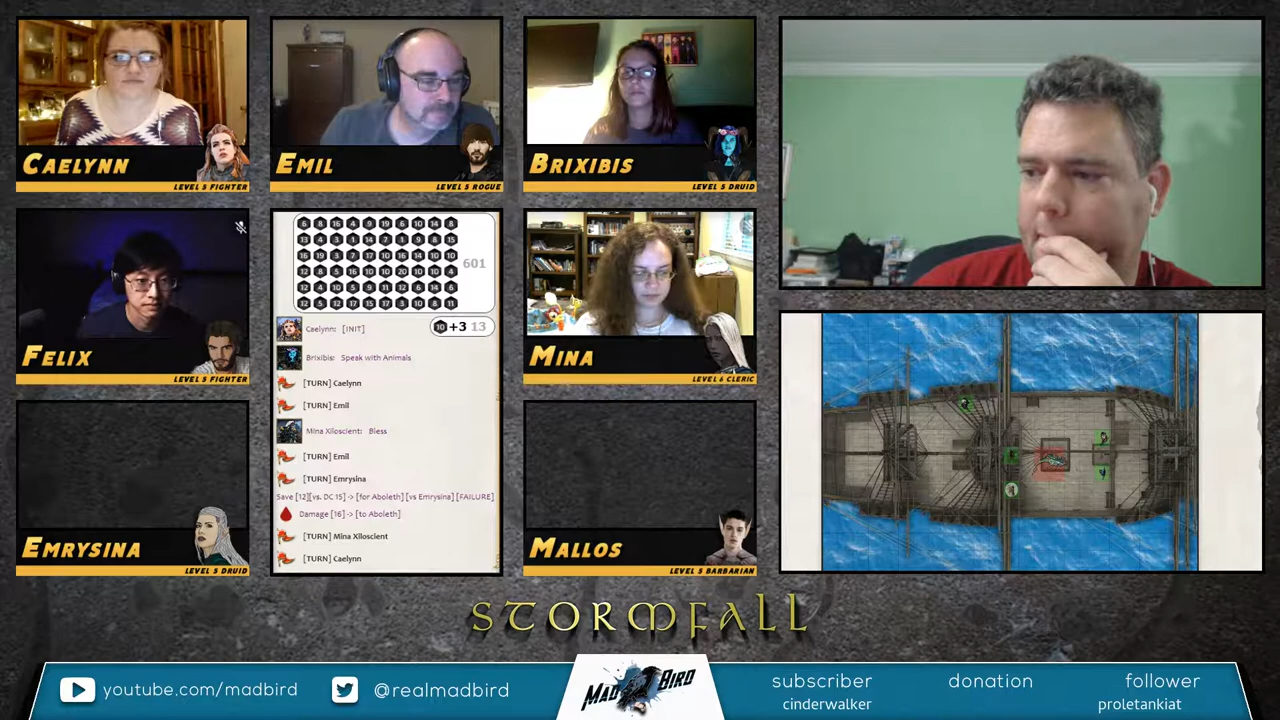 CAELYNN
LEVEL 5 FIGHTER
EMIL
LEVEL 5 ROGUE
BRIXIBIS
LEVEL 5 DRUID
FELIX
LEVEL 5 FIGHTER
601
Caelynn: [INIT]
10 +3 13
Brixibis: Speak with Animals
[TURN] Caelynn
[TURN] Emil
Mina Xiloscient: Bless
[TURN] Emil
[TURN] Emrysina
Save [12][vs. DC 15] -> [for Aboleth] [vs Emrysina] [FAILURE]
Damage [16] -> [to Aboleth]
[TURN] Mina Xiloscient
[TURN] Caelynn
MINA
LEVEL 6 CLERIC
EMRYSINA
LEVEL 5 DRUID
MALLOS
LEVEL 5 BARBARIAN
STORMFALL
youtube.com/madbird
@realmadbird
MAD BIRD
subscriber
cinderwalker
donation
follower
proletankiat